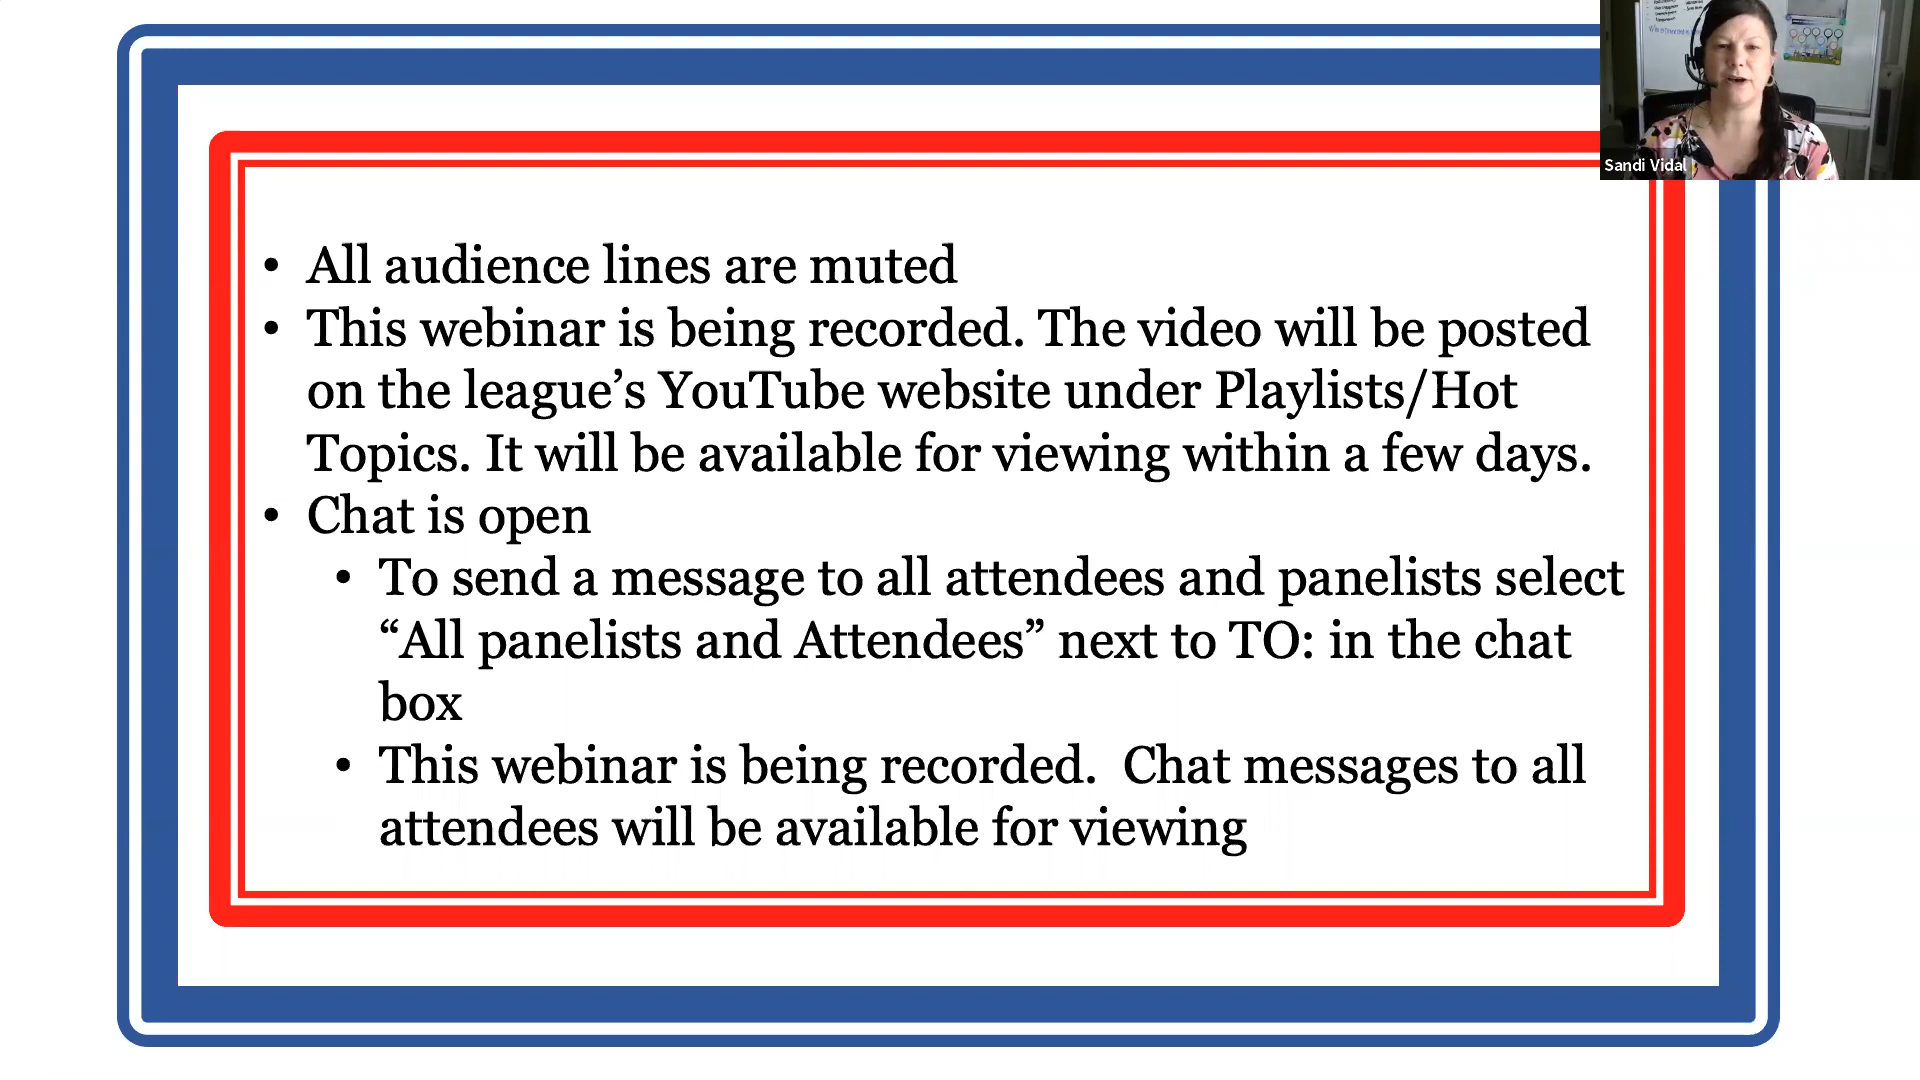 Sandi Vidal
• All audience lines are muted
• This webinar is being recorded. The video will be posted
on the league’s YouTube website under Playlists/Hot
Topics. It will be available for viewing within a few days.
• Chat is open
• To send a message to all attendees and panelists select
“All panelists and Attendees” next to TO: in the chat
box
• This webinar is being recorded.  Chat messages to all
attendees will be available for viewing